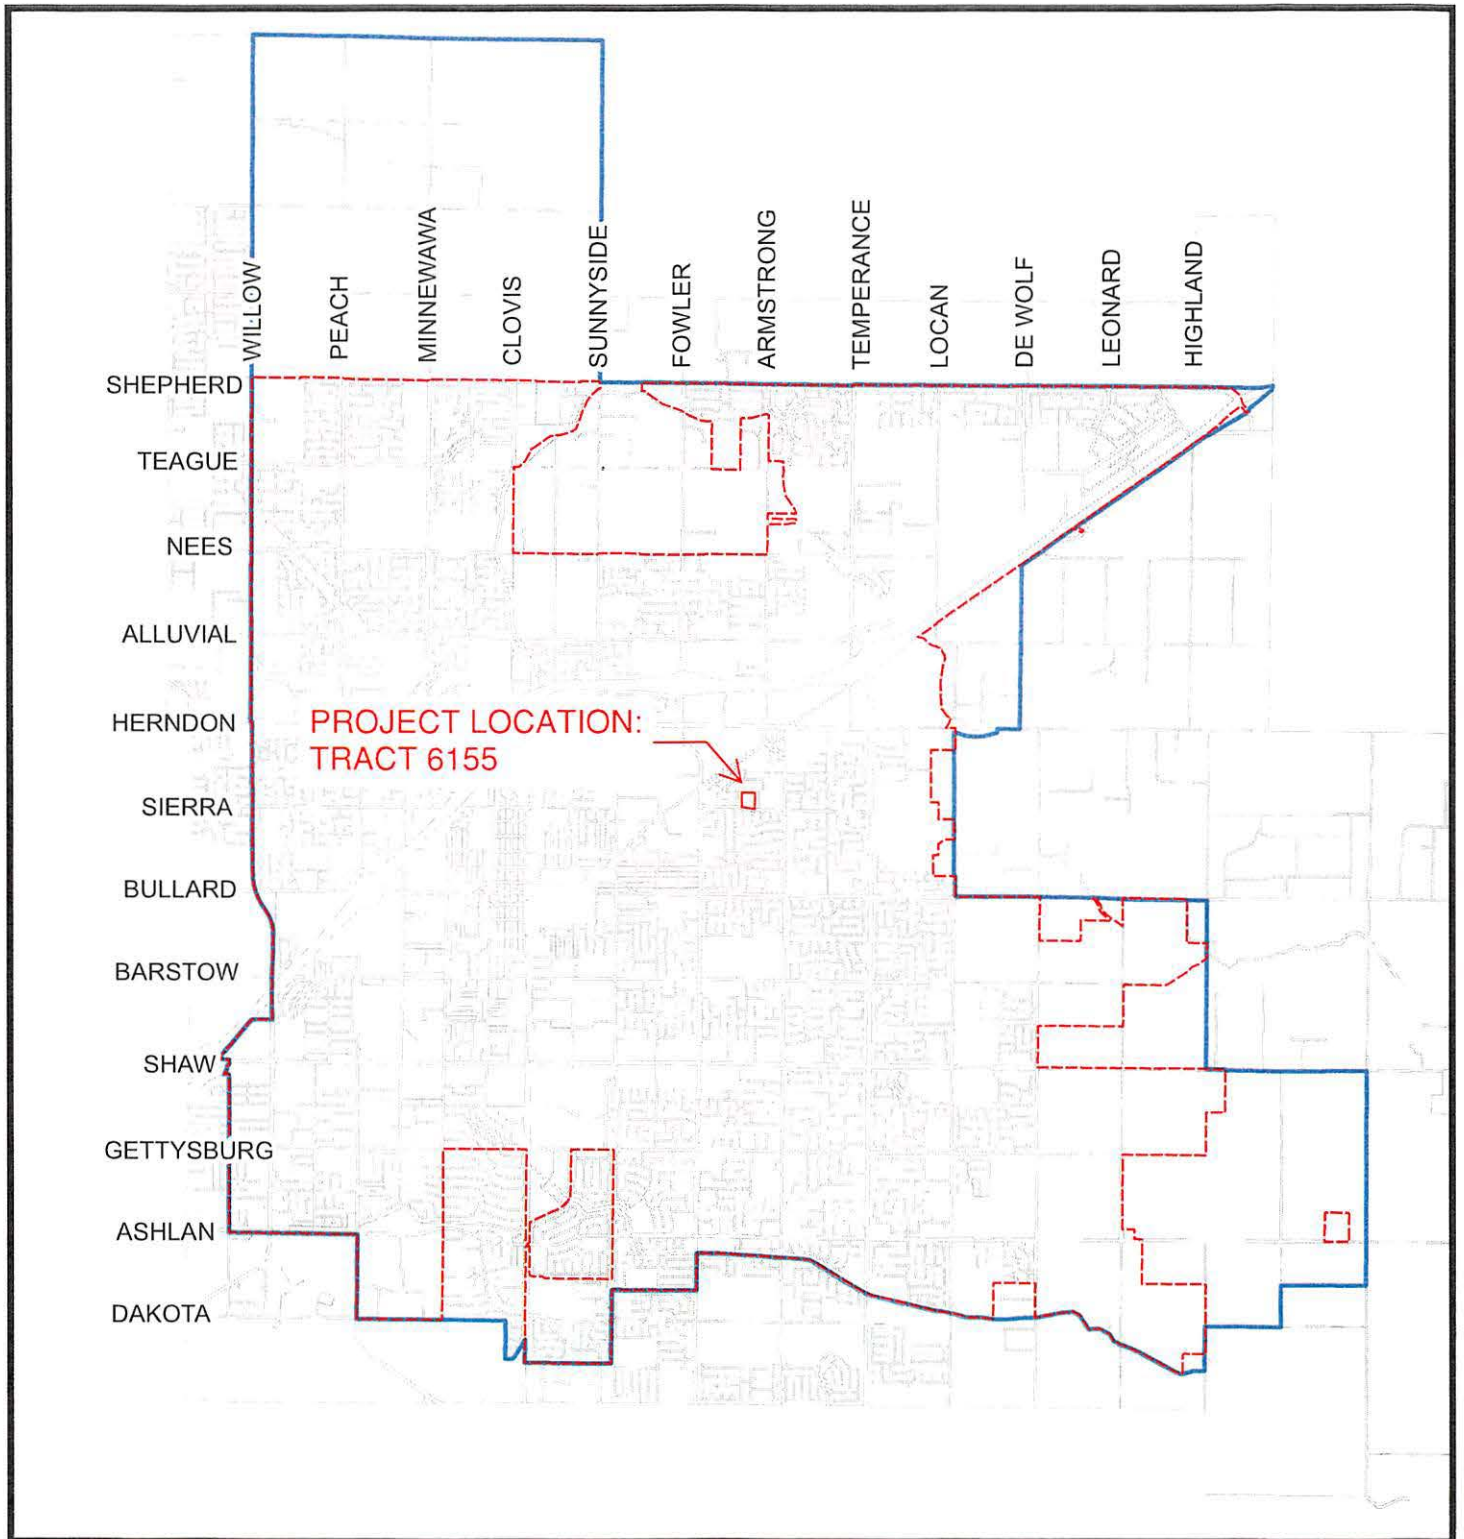 WILLOW
PEACH
MINNEWAWA
CLOVIS
SUNNYSIDE
FOWLER
ARMSTRONG
TEMPERANCE
LOCAN
DE WOLF
LEONARD
HIGHLAND
SHEPHERD
TEAGUE
NEES
ALLUVIAL
HERNDON
PROJECT LOCATION:
TRACT 6155
SIERRA
BULLARD
BARSTOW
SHAW
GETTYSBURG
ASHLAN
DAKOTA